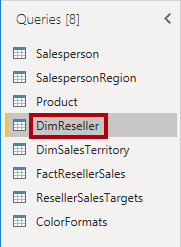 Queries [8]
Salesperson
SalespersonRegion
Product
DimReseller
DimSalesTerritory
FactResellerSales
ResellerSalesTargets
ColorFormats